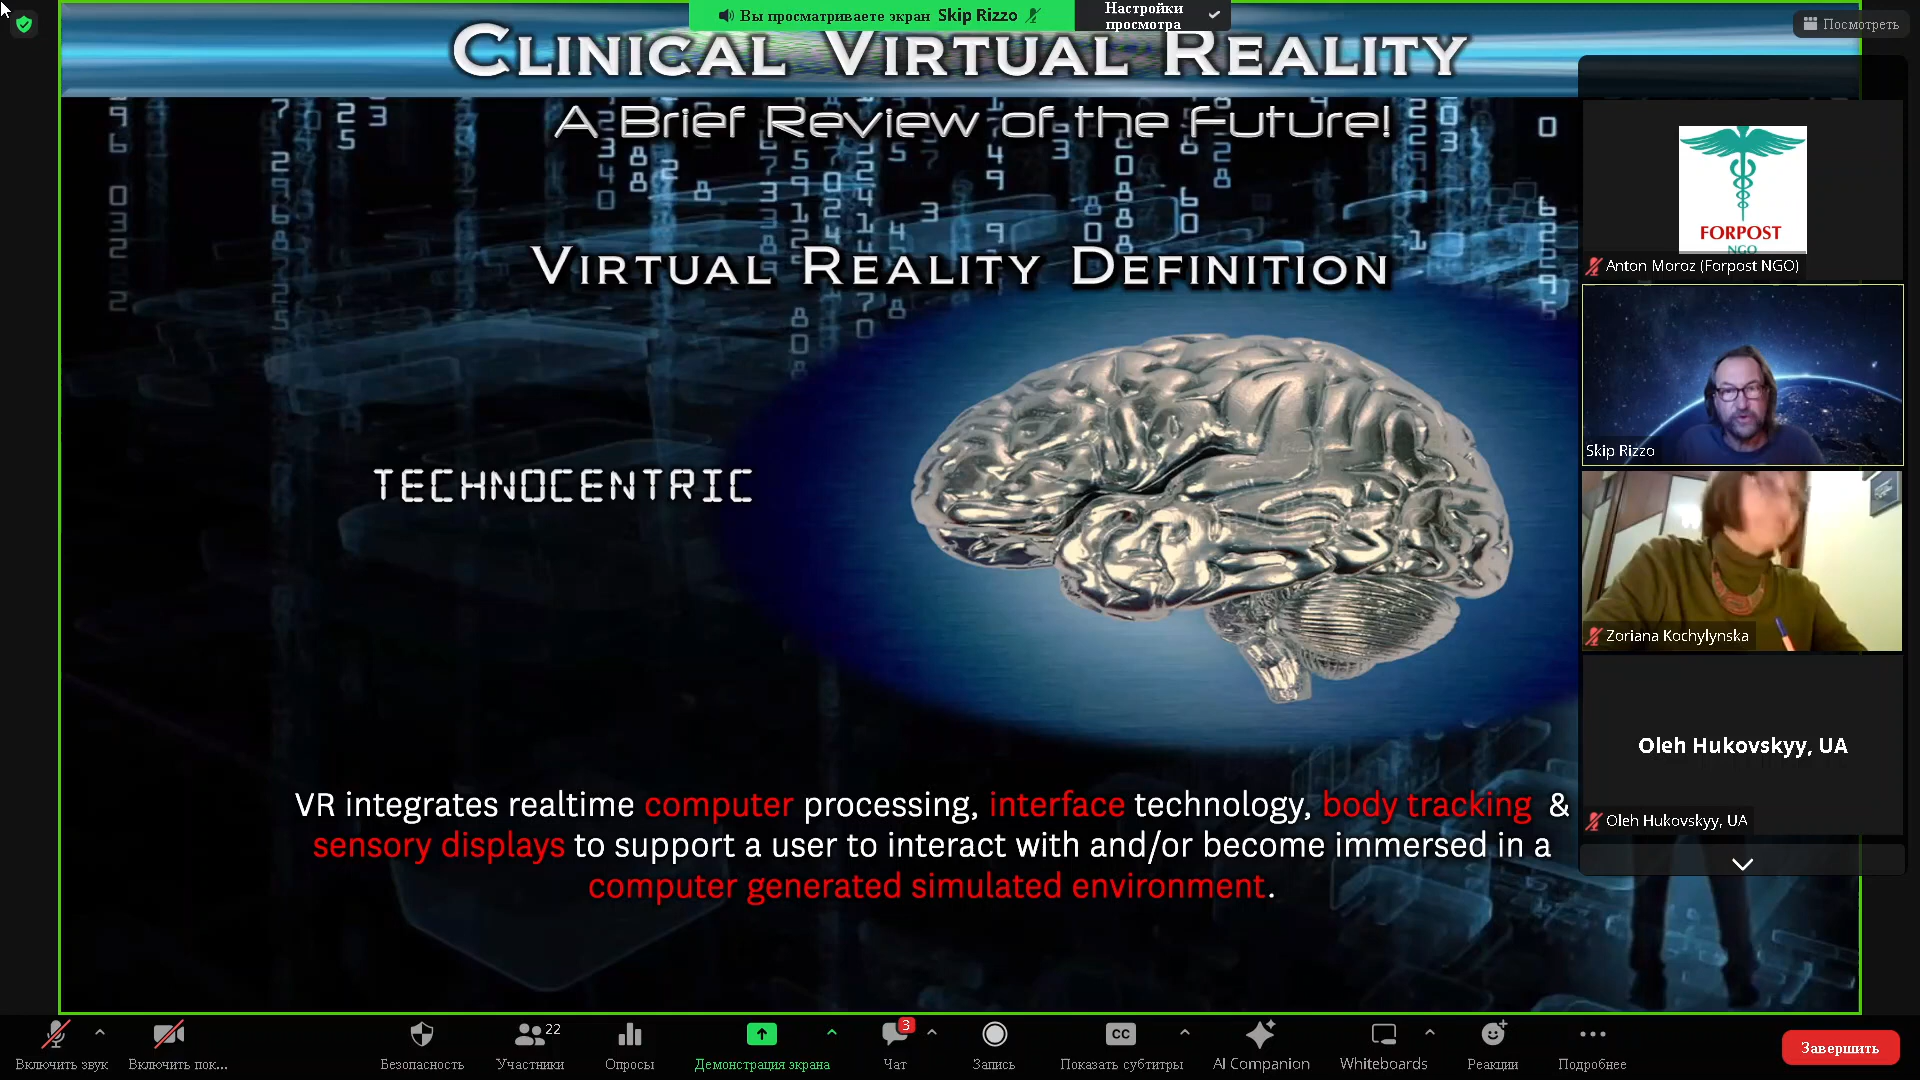 Вы просматриваете экран Skip Rizzo
Настройки
просмотра
Посмотреть
Clinical Virtual Reality
A Brief Review of the Future!
Virtual Reality Definition
TECHNOCENTRIC
VR integrates realtime computer processing, interface technology, body tracking &
sensory displays to support a user to interact with and/or become immersed in a
computer generated simulated environment.
FORPOST
NGO
Anton Moroz (Forpost NGO)
Skip Rizzo
Zoriana Kochylynska
Oleh Hukovskyy, UA
Oleh Hukovskyy, UA
Включить звук
Включить пок...
Безопасность
22
Участники
Опросы
Демонстрация экрана
3
Чат
Запись
CC
Показать субтитры
AI Companion
Whiteboards
Реакции
Подробнее
Завершить